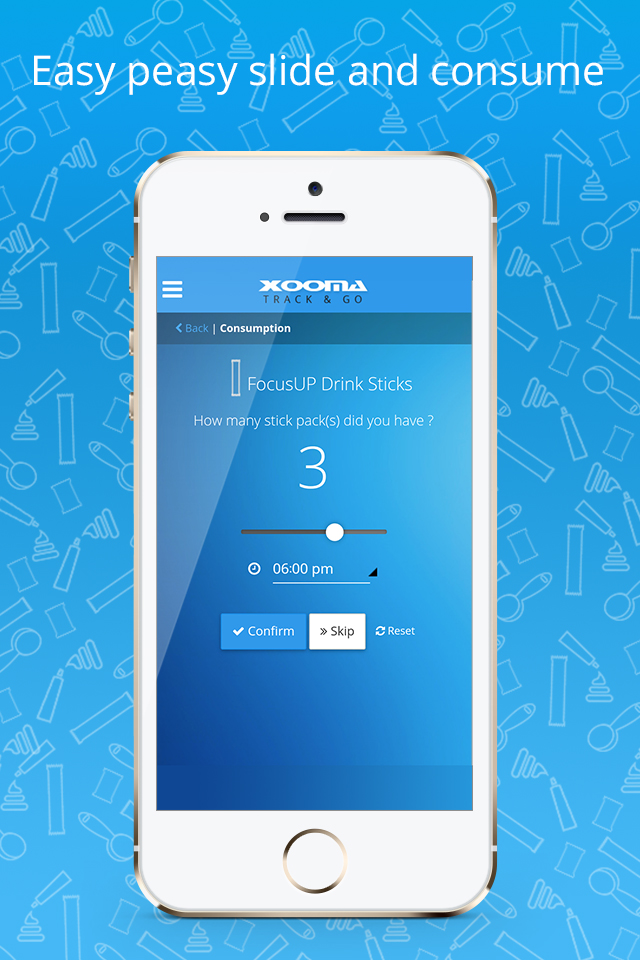 Easy peasy slide and consume
XOOMA
TRACK & GO
Back | Consumption
FocusUP Drink Sticks
How many stick pack(s) did you have ?
3
06:00 pm
Confirm
Skip
Reset